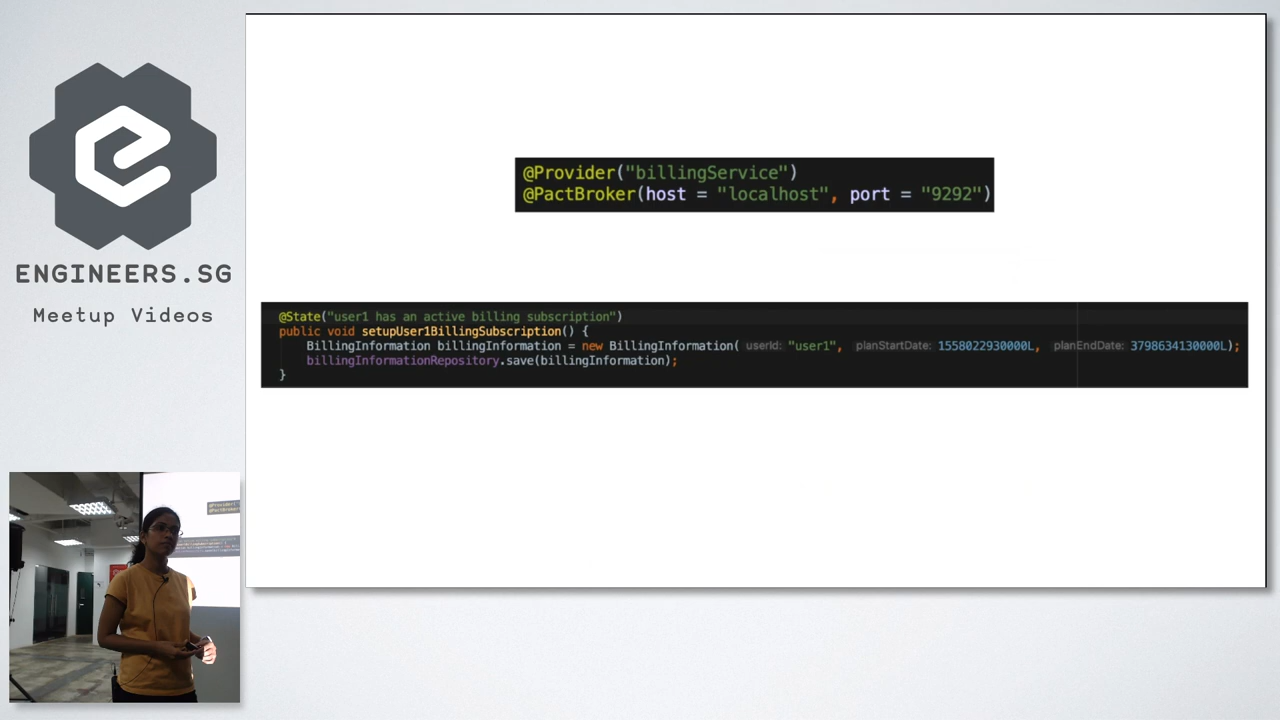 ENGINEERS.SG
Meetup Videos
@Provider("billingService")
@PactBroker(host = "localhost", port = "9292")
@State("user1 has an active billing subscription")
public void setupUser1BillingSubscription() {
BillingInformation billingInformation = new BillingInformation( userId: "user1", planStartDate: 1558022930000L, planEndDate: 3798634130000L);
billingInformationRepository.save(billingInformation);
}